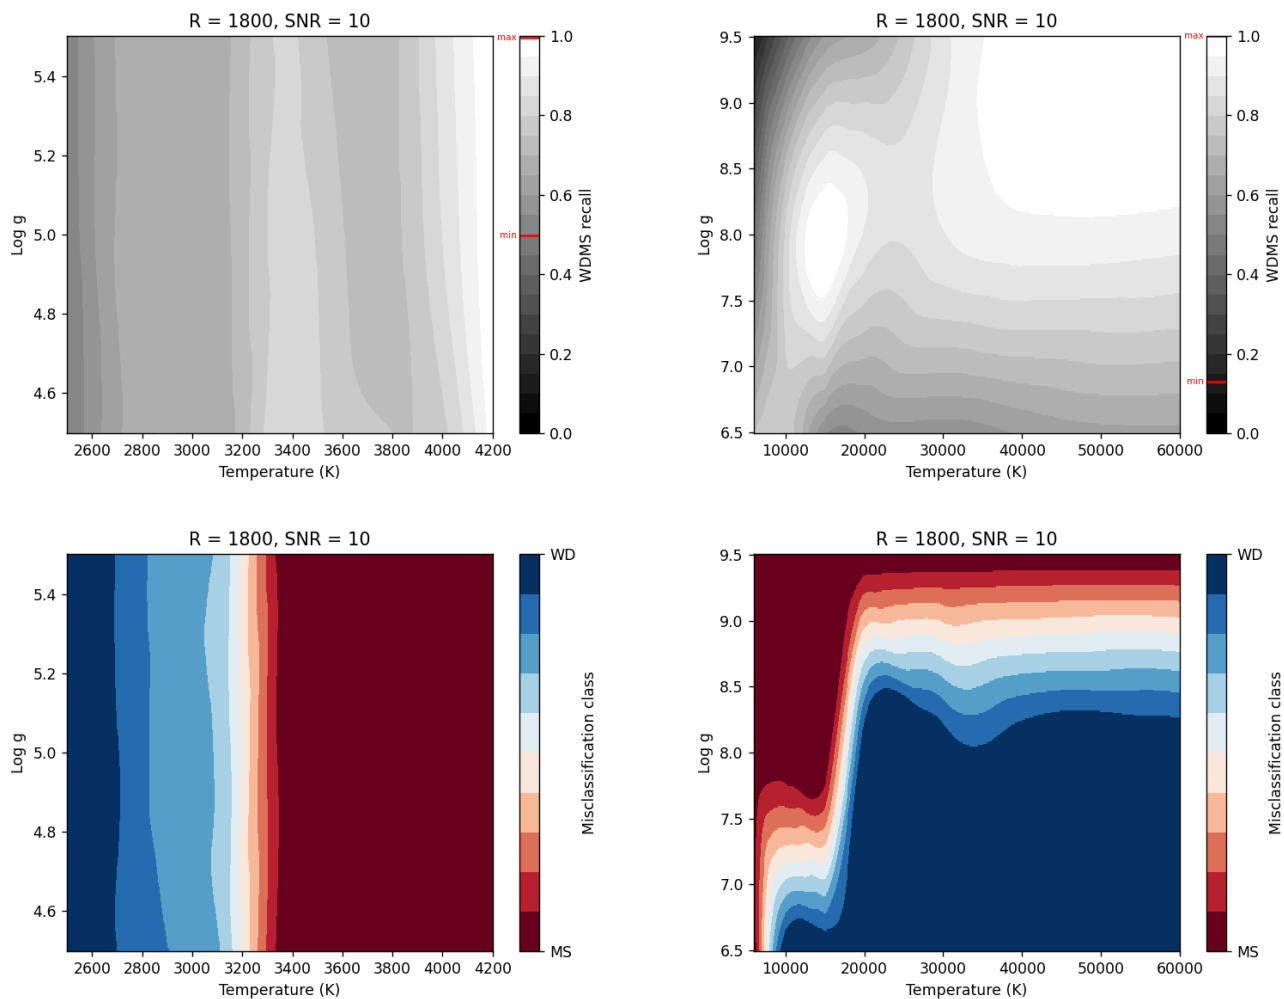 R = 1800, SNR = 10
5.4
5.2
5.0
4.8
4.6
Log g
2600 2800 3000 3200 3400 3600 3800 4000 4200
Temperature (K)
max
min
1.0
0.8
0.6
0.4
0.2
0.0
WDMS recall
R = 1800, SNR = 10
9.5
9.0
8.5
8.0
7.5
7.0
6.5
Log g
10000 20000 30000 40000 50000 60000
Temperature (K)
max
min
1.0
0.8
0.6
0.4
0.2
0.0
WDMS recall
R = 1800, SNR = 10
5.4
5.2
5.0
4.8
4.6
Log g
2600 2800 3000 3200 3400 3600 3800 4000 4200
Temperature (K)
WD
MS
Misclassification class
R = 1800, SNR = 10
9.5
9.0
8.5
8.0
7.5
7.0
6.5
Log g
10000 20000 30000 40000 50000 60000
Temperature (K)
WD
MS
Misclassification class